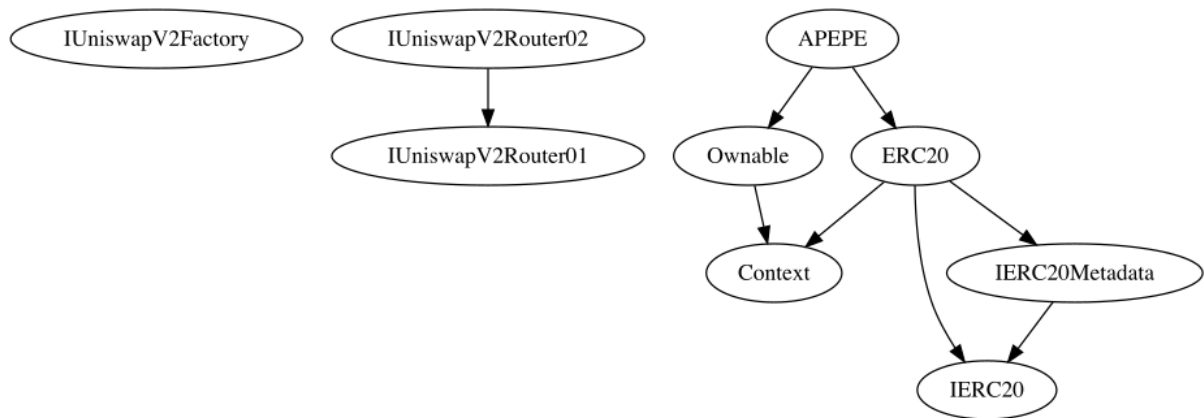 IUniswapV2Factory
IUniswapV2Router02
APEPE
IUniswapV2Router01
Ownable
ERC20
Context
IERC20Metadata
IERC20